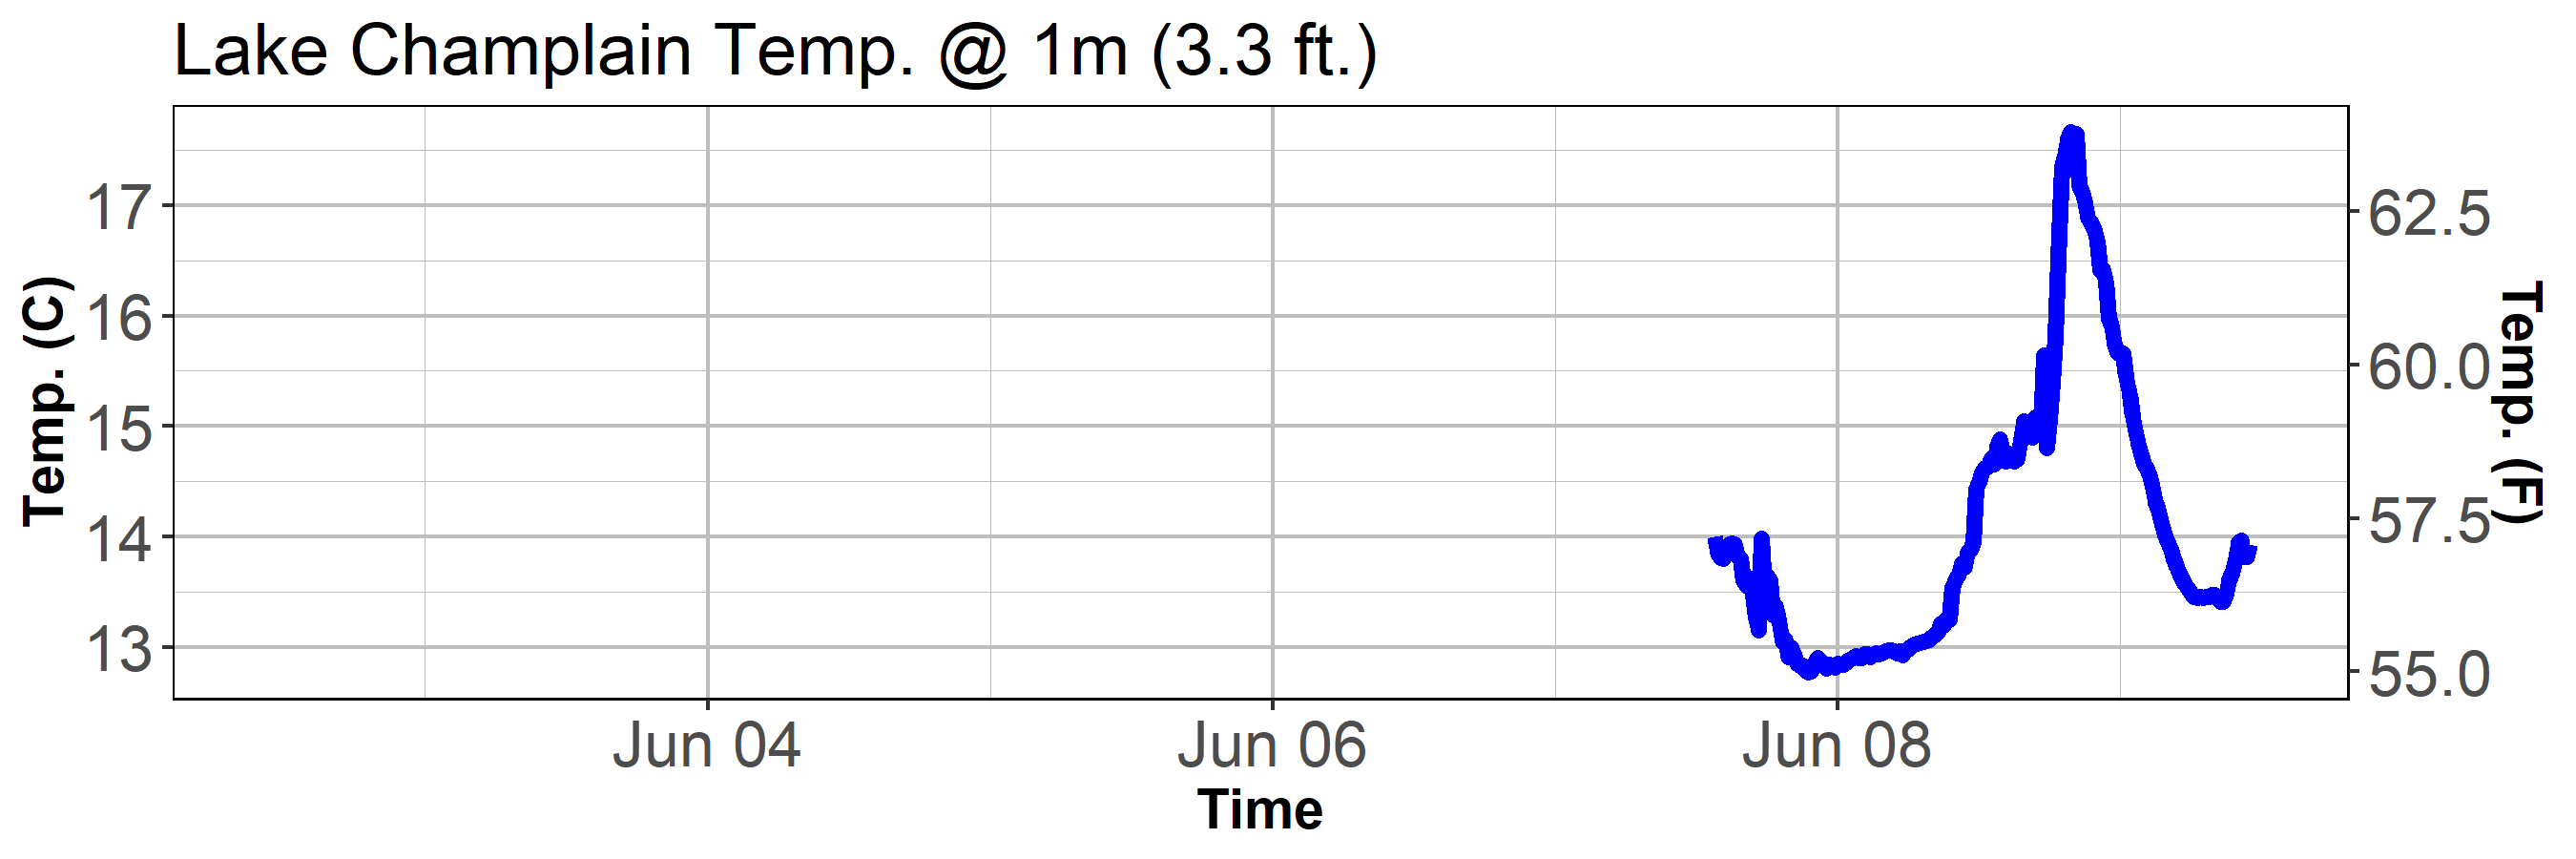 Lake Champlain Temp. @ 1m (3.3 ft.)
Temp. (C)
17
16
15
14
13
62.5
60.0
57.5
55.0
Temp. (F)
Jun 04
Jun 06
Jun 08
Time